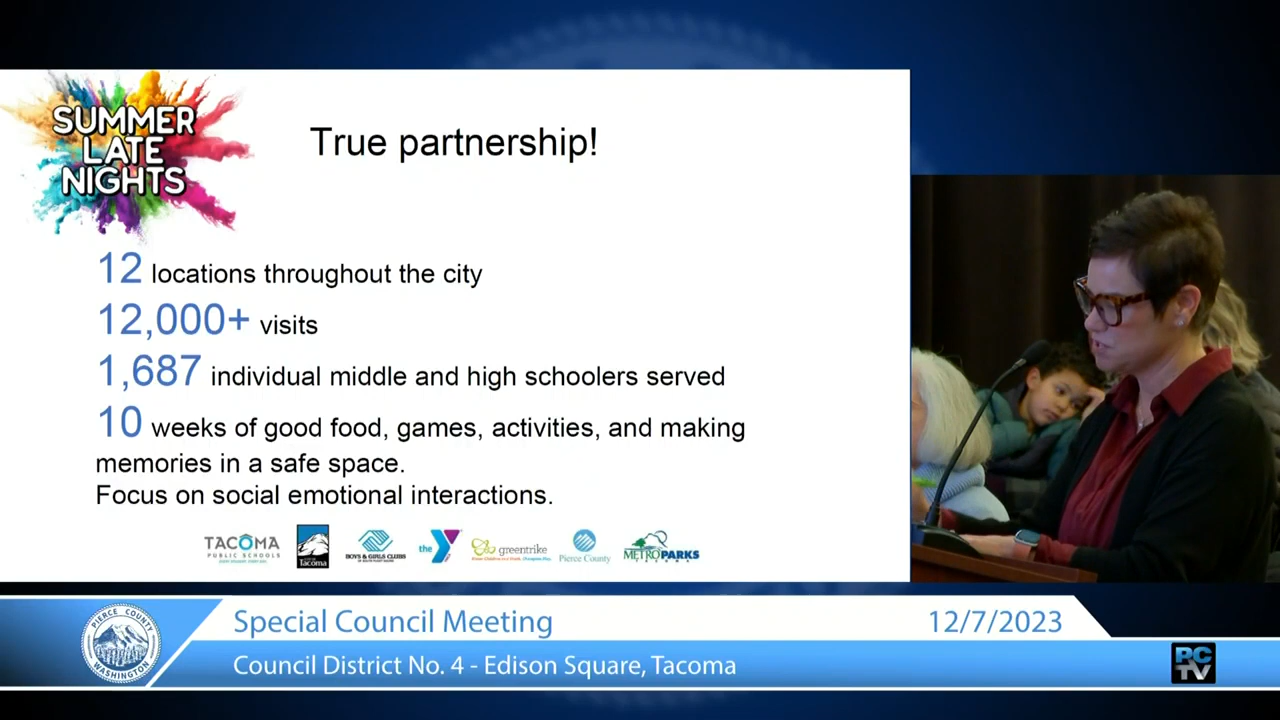 SUMMER
LATE
NIGHTS
True partnership!
12 locations throughout the city
12,000+ visits
1,687 individual middle and high schoolers served
10 weeks of good food, games, activities, and making
memories in a safe space.
Focus on social emotional interactions.
TACOMA
PUBLIC SCHOOLS
Tacoma
BOYS & GIRLS CLUBS
the Y
greentrike
Pierce County
METROPARKS
PIERCE COUNTY
WASHINGTON
Special Council Meeting
12/7/2023
Council District No. 4 - Edison Square, Tacoma
PC
TV